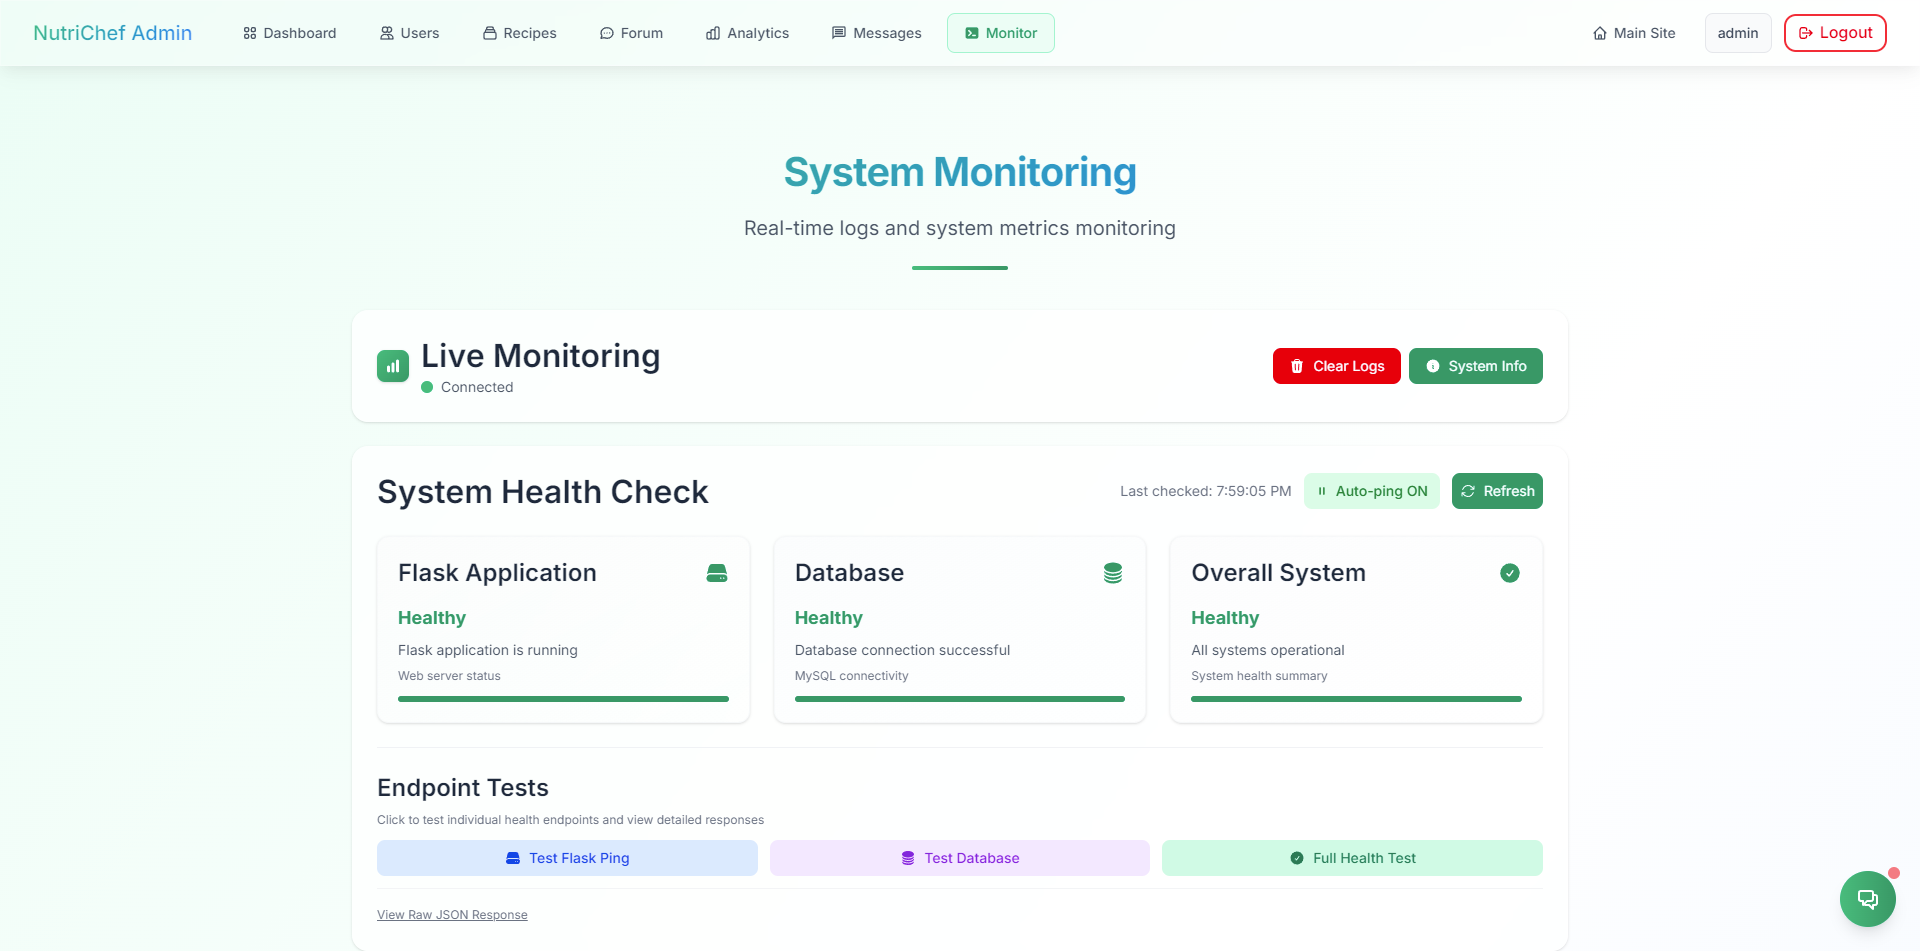 NutriChef Admin
Dashboard
Users
Recipes
Forum
Analytics
Messages
Monitor
Main Site
admin
Logout
System Monitoring
Real-time logs and system metrics monitoring
Live Monitoring
Connected
Clear Logs
System Info
System Health Check
Last checked: 7:59:05 PM
Auto-ping ON
Refresh
Flask Application
Healthy
Flask application is running
Web server status
Database
Healthy
Database connection successful
MySQL connectivity
Overall System
Healthy
All systems operational
System health summary
Endpoint Tests
Click to test individual health endpoints and view detailed responses
Test Flask Ping
Test Database
Full Health Test
View Raw JSON Response